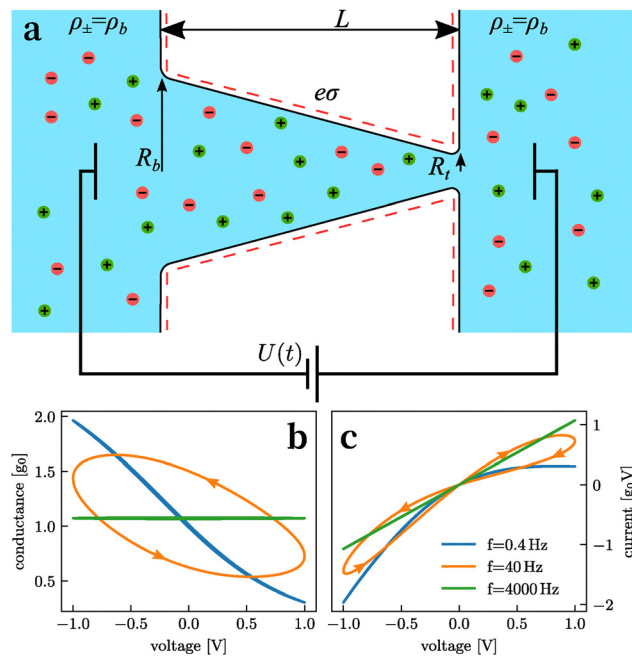 a
ρ±=ρb
L
ρ±=ρb
eσ
Rb
Rt
U(t)
b
c
2.0
1.5
1.0
0.5
conductance [g₀]
−1.0 −0.5 0.0 0.5 1.0
voltage [V]
1
0
−1
−2
current [g₀V]
f=0.4 Hz
f=40 Hz
f=4000 Hz
−1.0 −0.5 0.0 0.5 1.0
voltage [V]